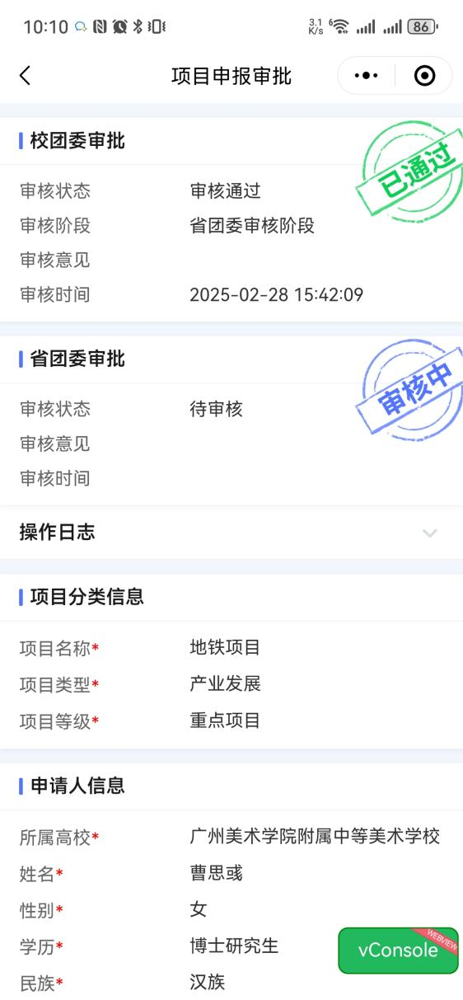 10:10
3.1 K/s
6
86
项目申报审批
校团委审批
已通过
审核状态 审核通过
审核阶段 省团委审核阶段
审核意见
审核时间 2025-02-28 15:42:09
省团委审批
审核中
审核状态 待审核
审核意见
审核时间
操作日志
项目分类信息
项目名称* 地铁项目
项目类型* 产业发展
项目等级* 重点项目
申请人信息
所属高校* 广州美术学院附属中等美术学校
姓名* 曹思彧
性别* 女
学历* 博士研究生
WEBVIEW
vConsole
民族* 汉族